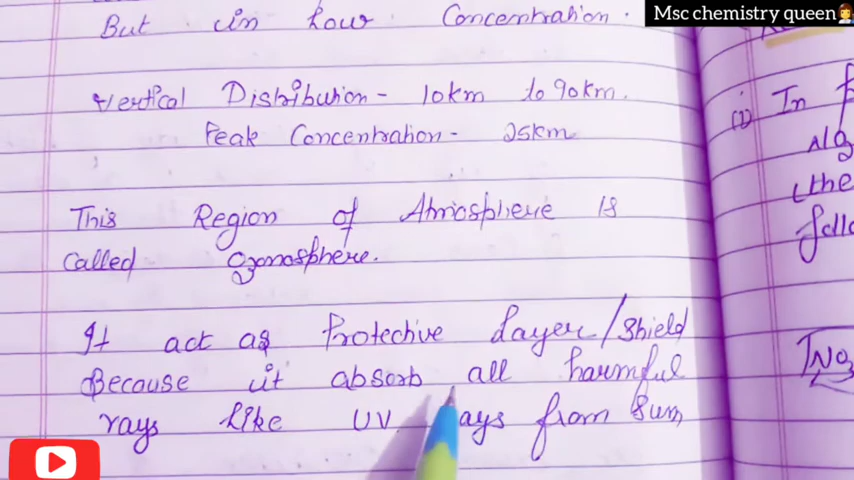 But in Low Concentration.
Msc chemistry queen
Vertical Distribution - 10km to 90km.
Peak Concentration - 25km
This Region of Atmosphere is
Called Ozonosphere.
It act as Protective Layer/Shield
Because it absorb all harmful
rays like UV rays from Sun
(i) In
the